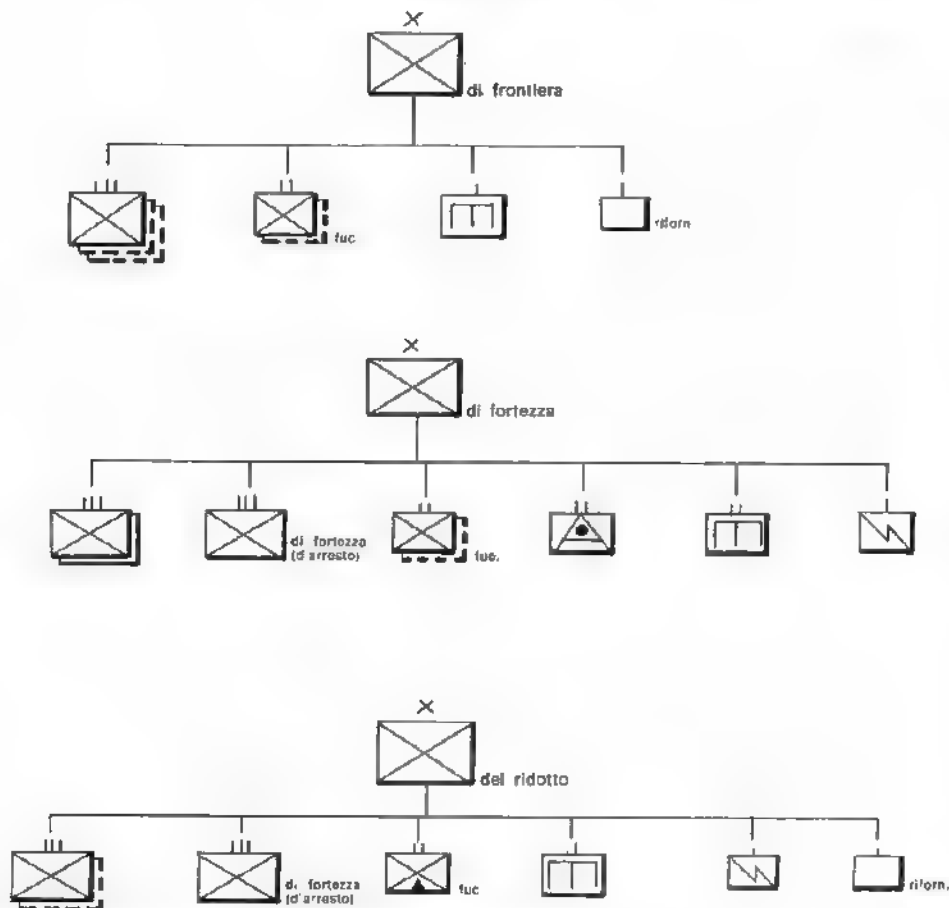 di frontiera
fuc
riforn.
di fortezza
di fortezza
(d'arresto)
fuc.
del ridotto
di fortezza
(d'arresto)
fuc
riforn.